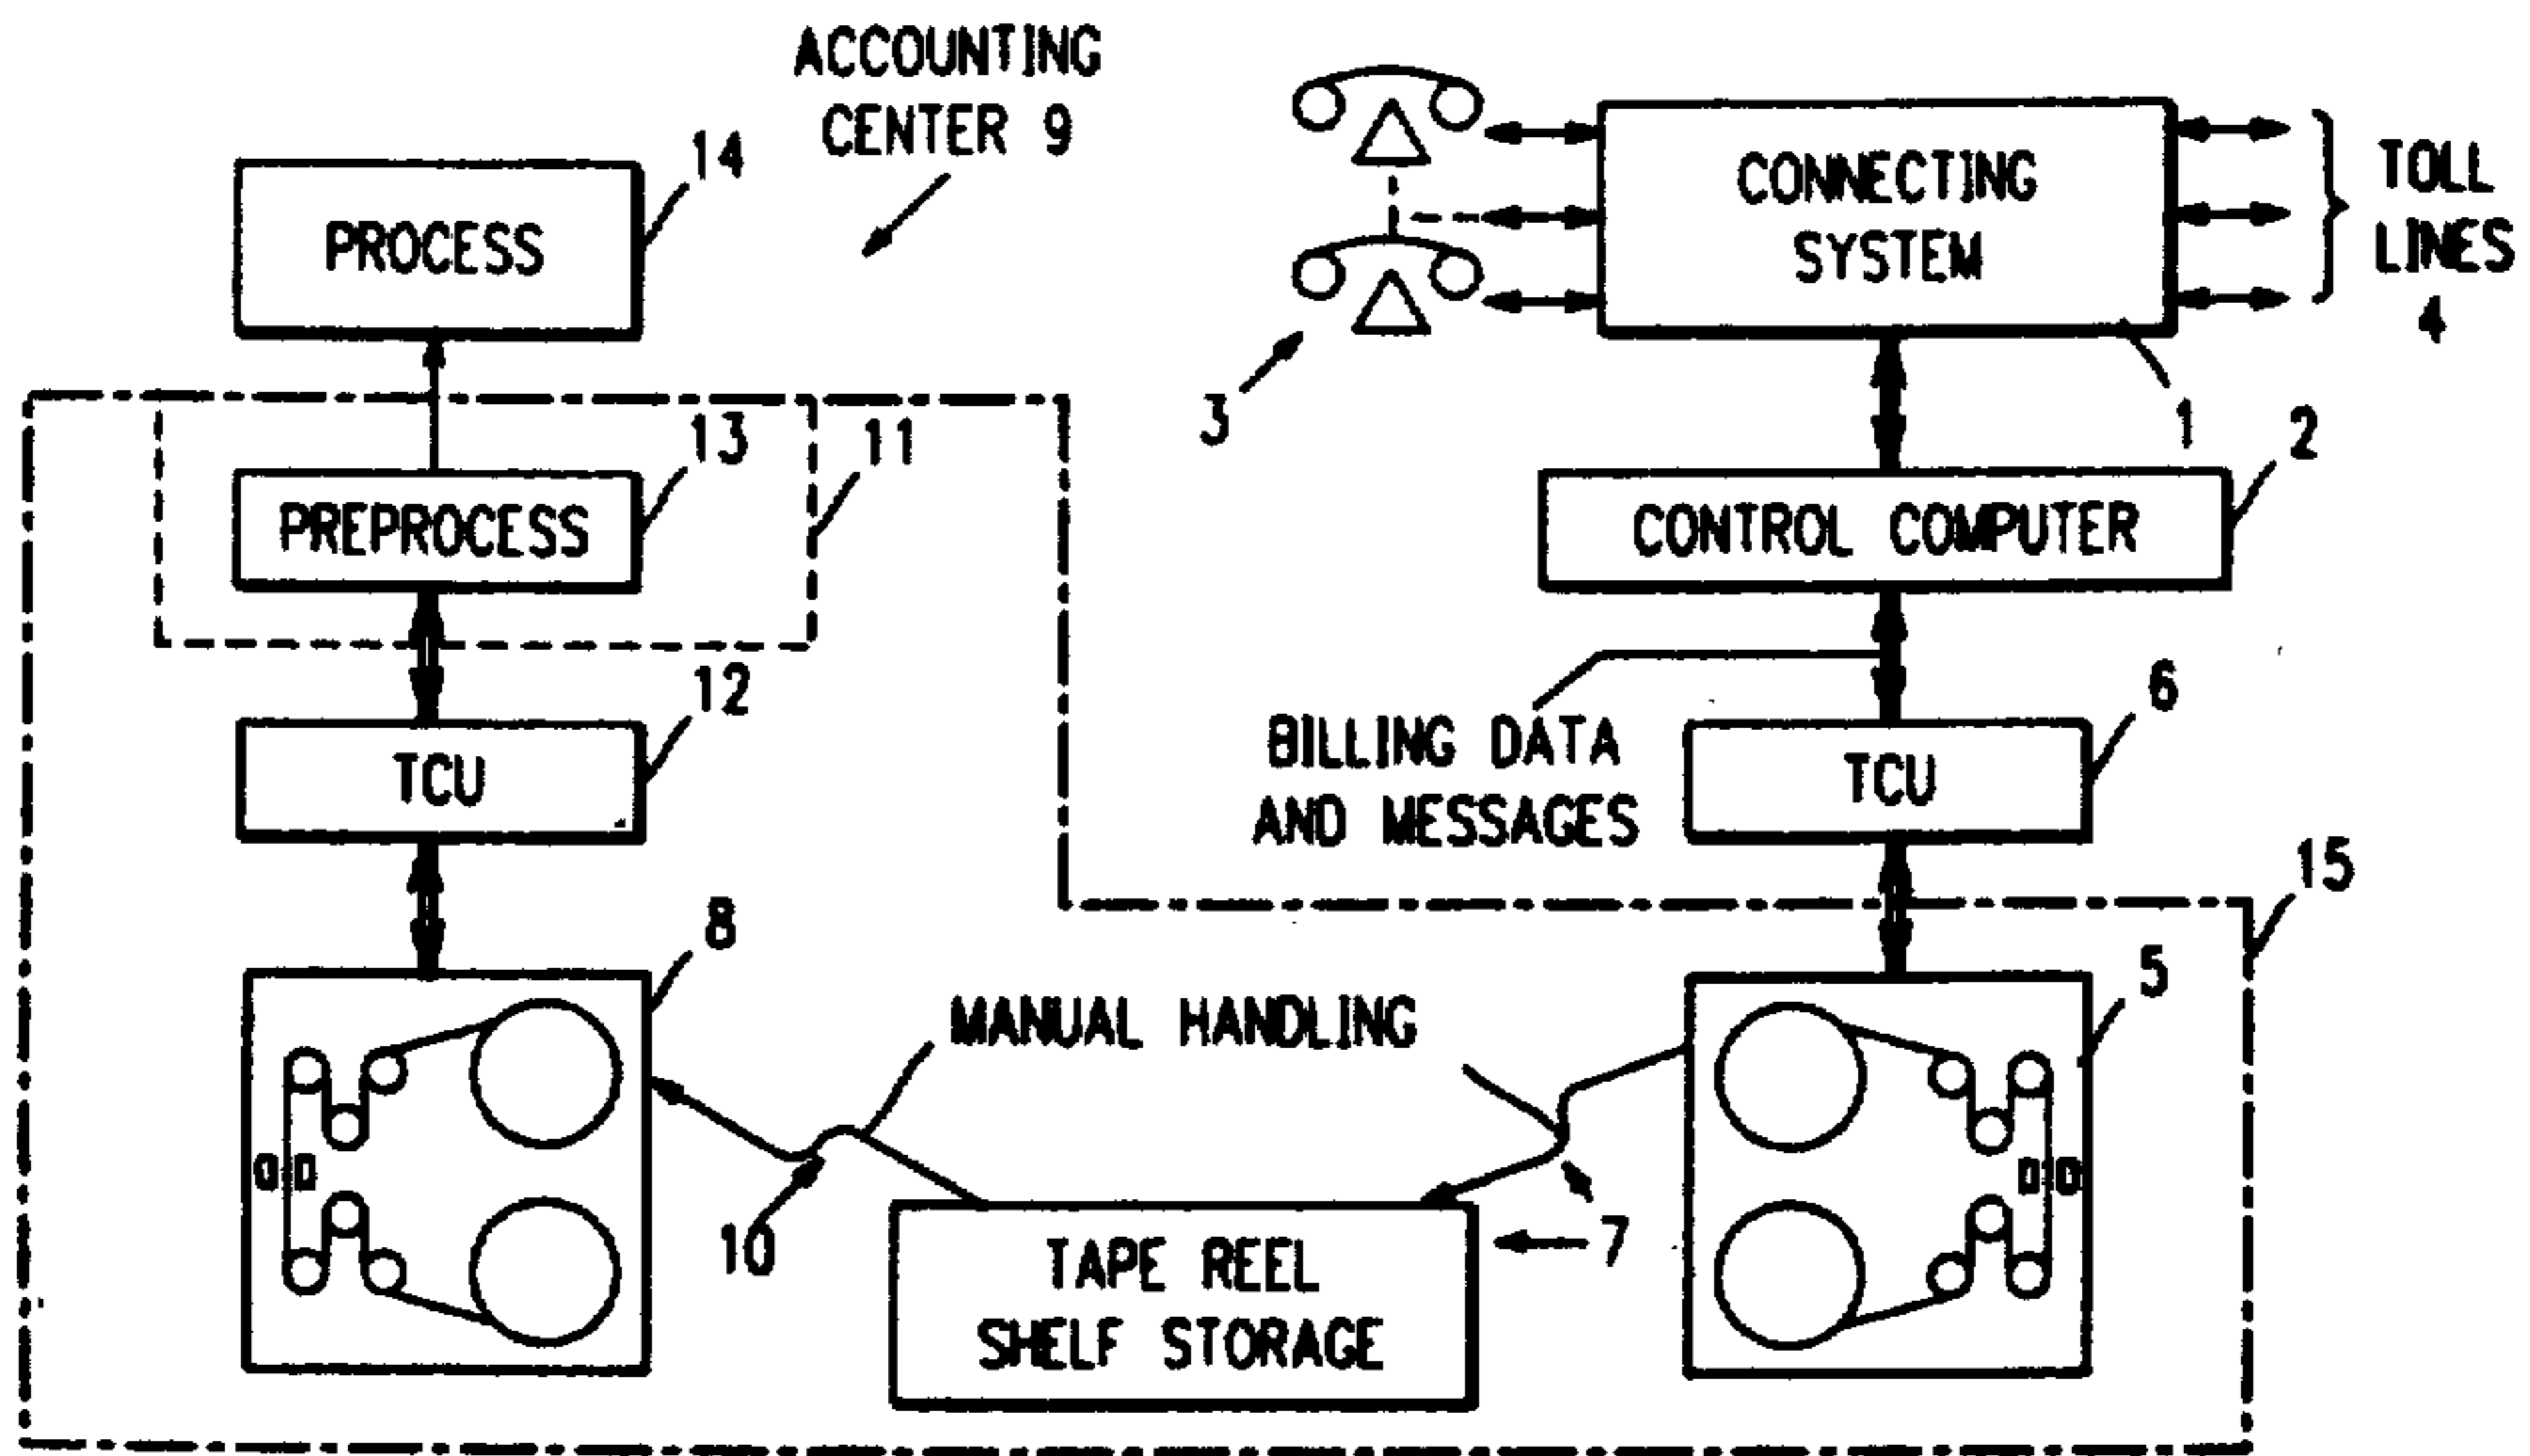 ACCOUNTING
CENTER 9
14
PROCESS
CONNECTING
SYSTEM
TOLL
LINES
4
3
1
13
11
PREPROCESS
2
CONTROL COMPUTER
12
TCU
BILLING DATA
AND MESSAGES
6
TCU
15
8
5
MANUAL HANDLING
10
7
TAPE REEL
SHELF STORAGE